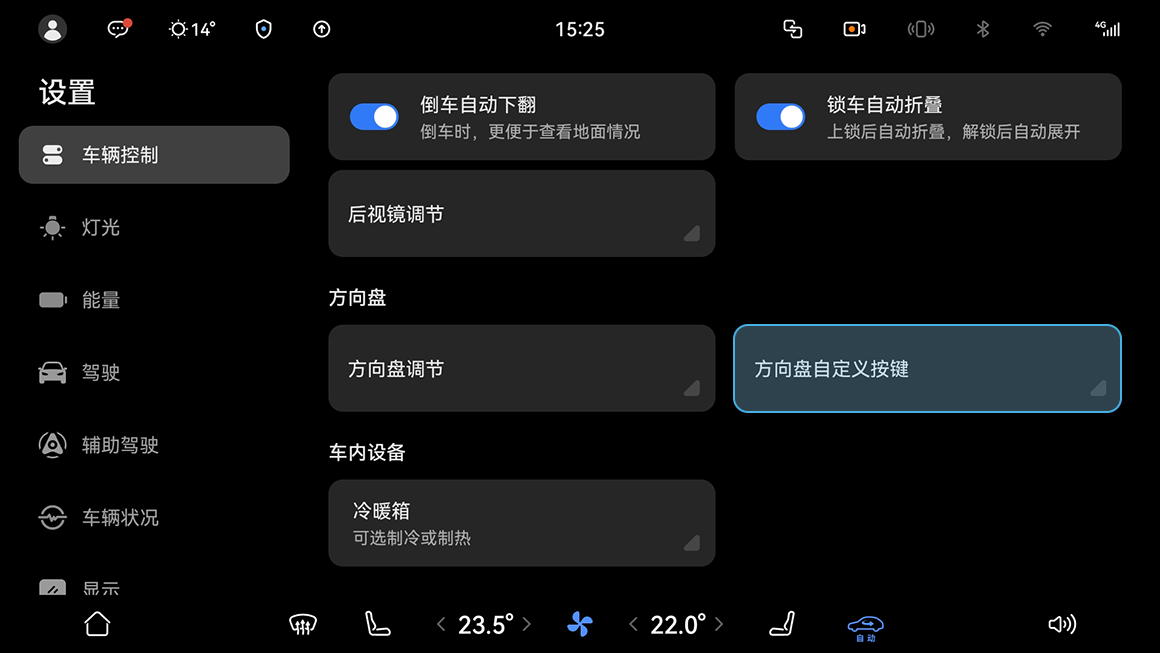 14°
15:25
4G
设置
车辆控制
灯光
能量
驾驶
辅助驾驶
车辆状况
显示
倒车自动下翻
倒车时，更便于查看地面情况
锁车自动折叠
上锁后自动折叠，解锁后自动展开
后视镜调节
方向盘
方向盘调节
方向盘自定义按键
车内设备
冷暖箱
可选制冷或制热
23.5°
22.0°
自动